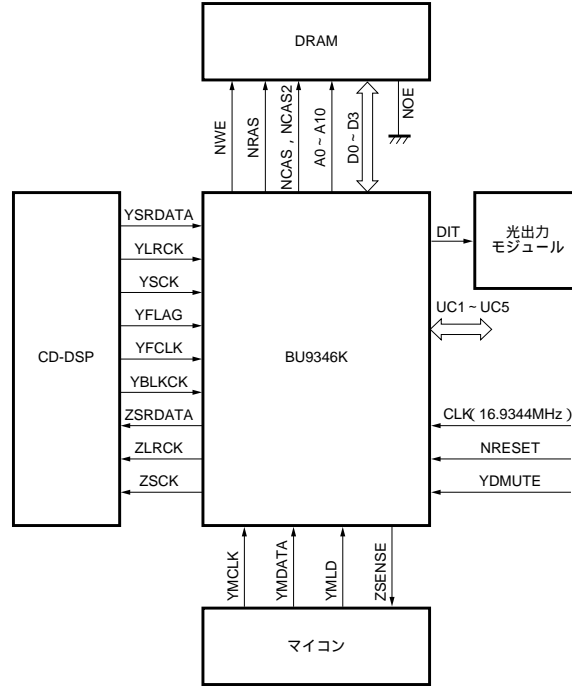 DRAM
NWE
NRAS
NCAS , NCAS2
A0~A10
D0~D3
NOE
CD-DSP
YSRDATA
YLRCK
YSCK
YFLAG
YFCLK
YBLKCK
ZSRDATA
ZLRCK
ZSCK
BU9346K
DIT
光出力
モジュール
UC1~UC5
CLK(16.9344MHz)
NRESET
YDMUTE
YMCLK
YMDATA
YMLD
ZSENSE
マイコン